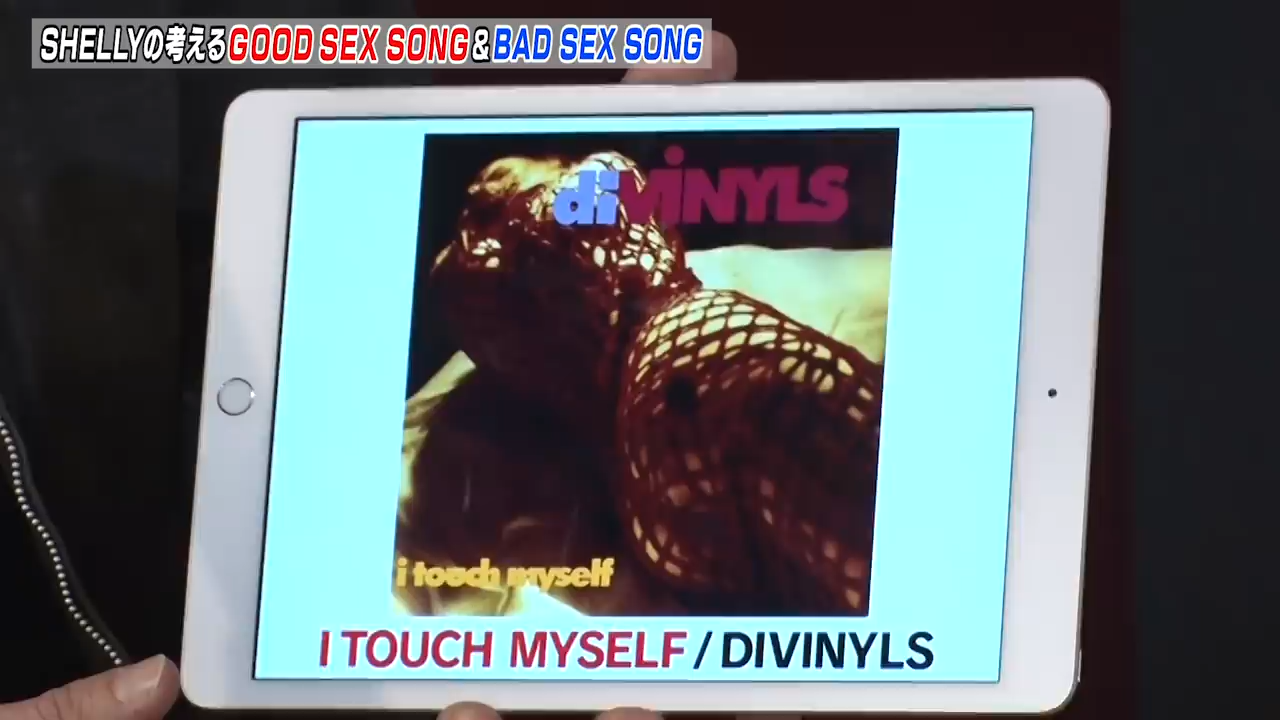 SHELLYの考えるGOOD SEX SONG&BAD SEX SONG
diviNYLS
i touch myself
I TOUCH MYSELF / DIVINYLS